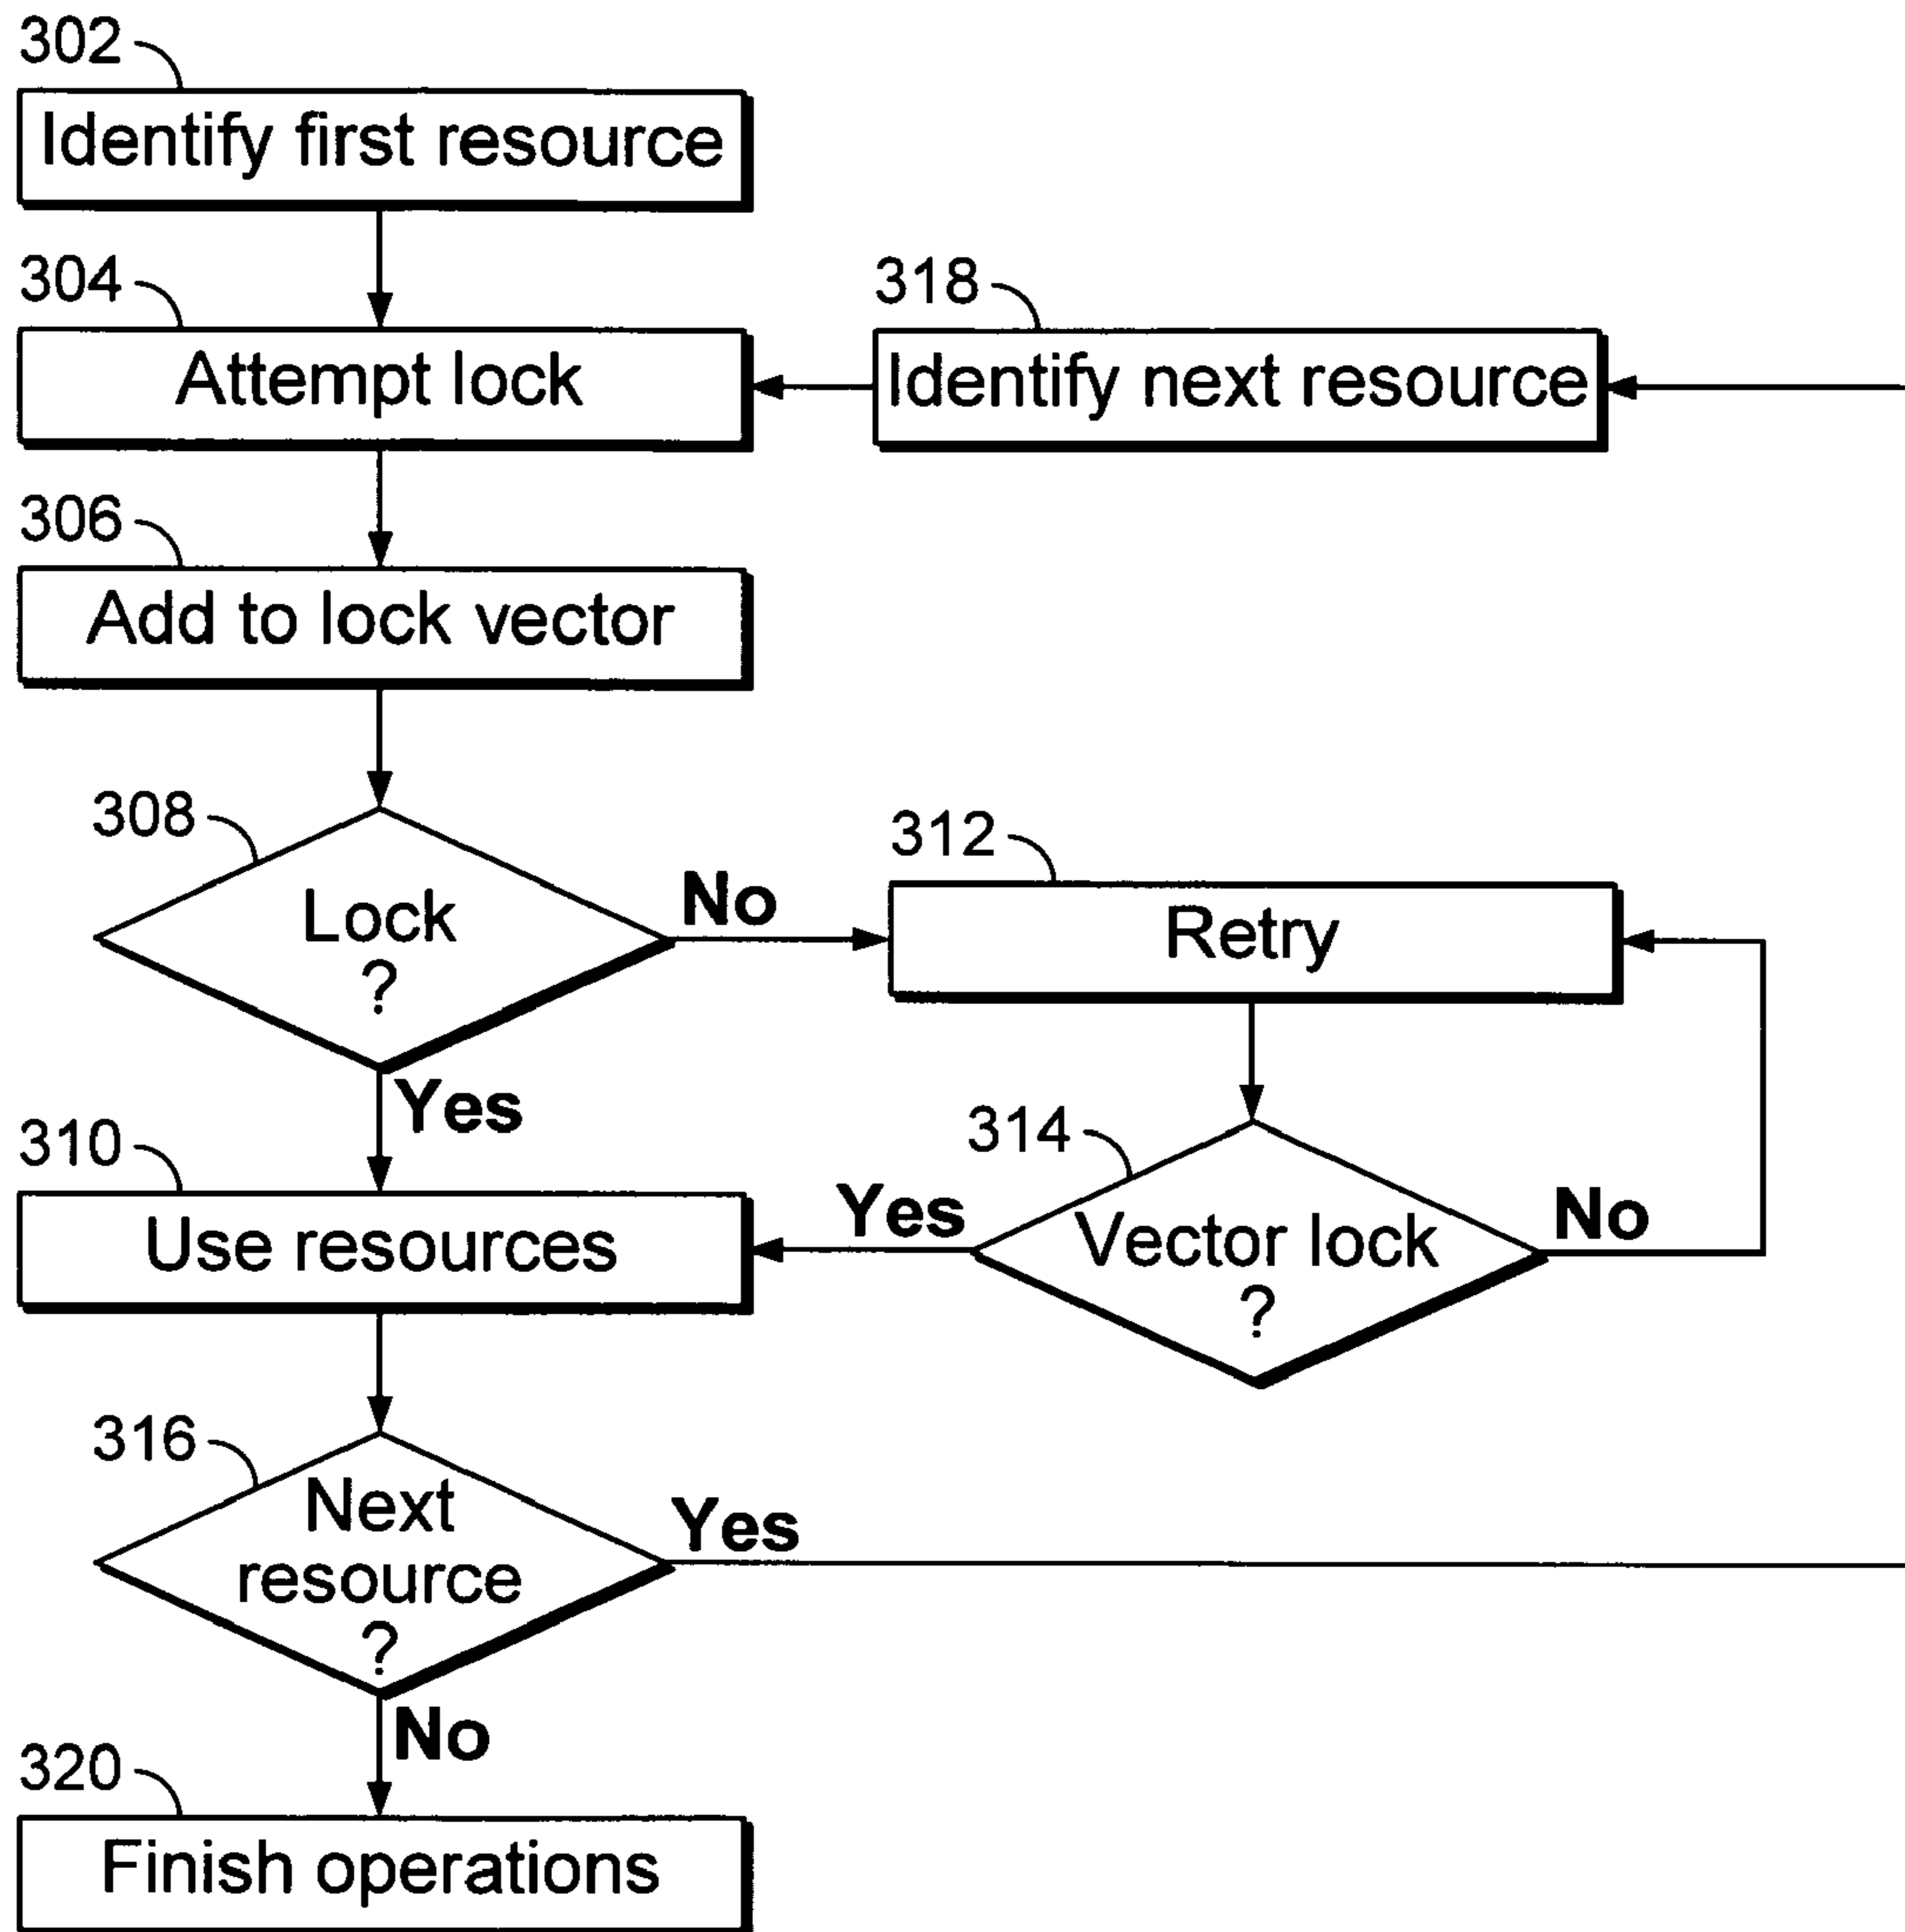 302
Identify first resource
304
Attempt lock
318
Identify next resource
306
Add to lock vector
308
Lock
?
No
312
Retry
Yes
310
Use resources
314
Vector lock
?
Yes
No
316
Next
resource
?
Yes
No
320
Finish operations